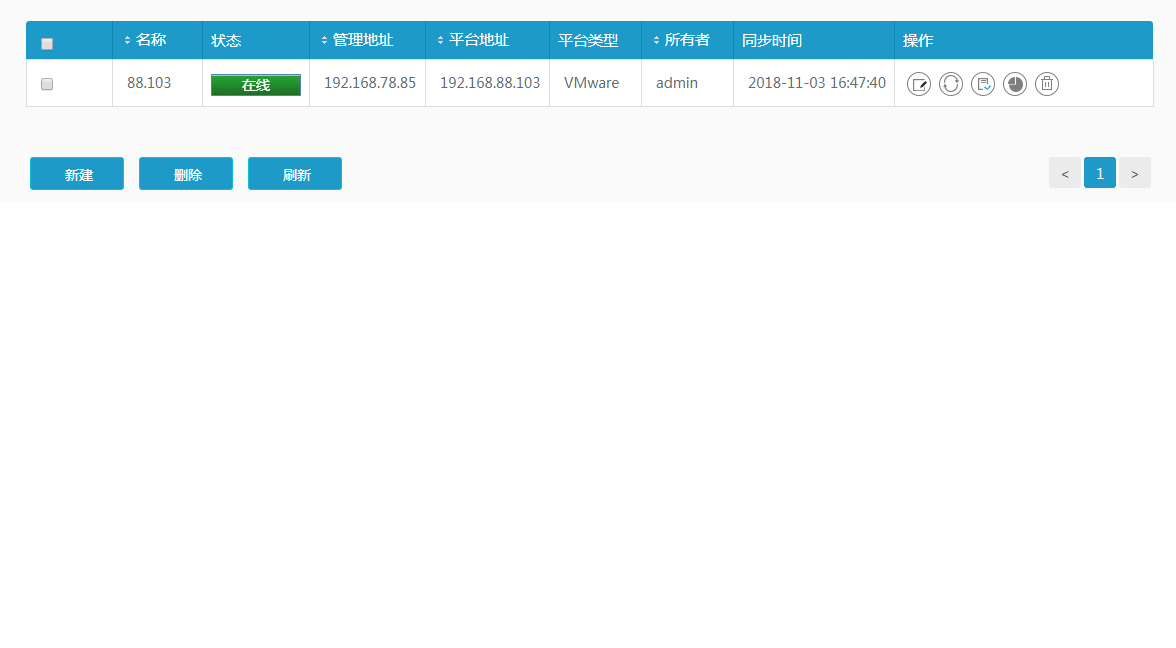 名称 状态 管理地址 平台地址 平台类型 所有者 同步时间 操作
88.103 在线 192.168.78.85 192.168.88.103 VMware admin 2018-11-03 16:47:40
新建 删除 刷新 < 1 >